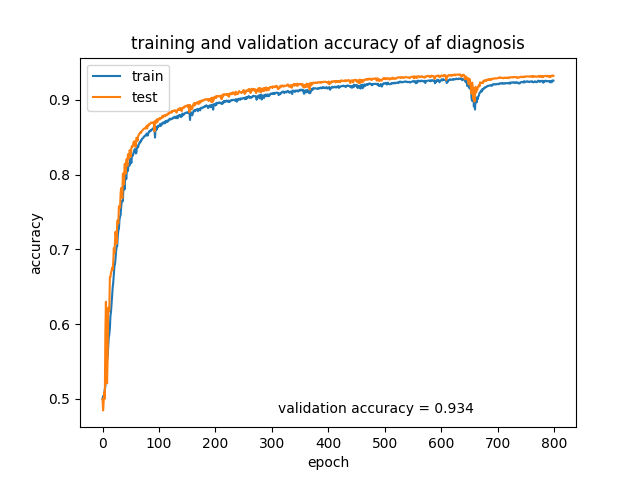 training and validation accuracy of af diagnosis
train
test
0.9
0.8
0.7
0.6
0.5
accuracy
validation accuracy = 0.934
0 100 200 300 400 500 600 700 800
epoch